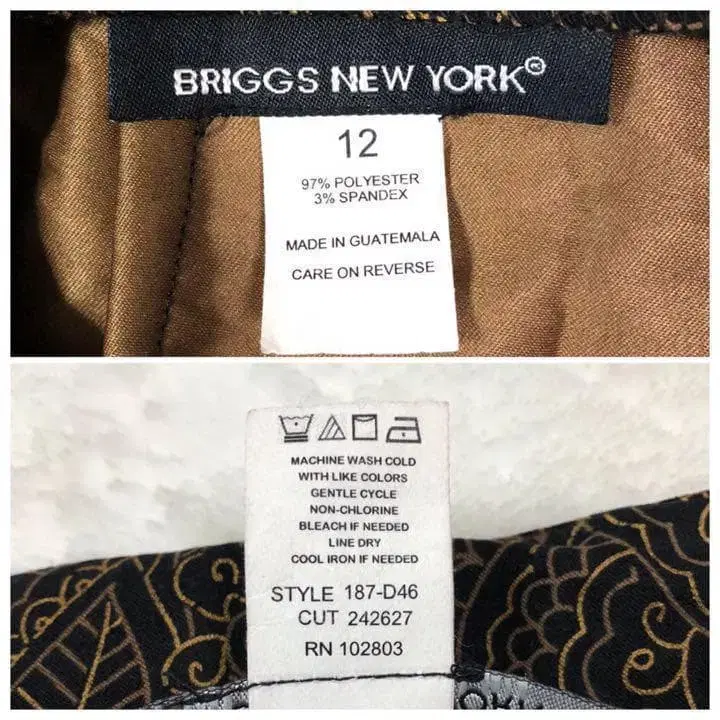 BRIGGS NEW YORK®
12
97% POLYESTER
3% SPANDEX
MADE IN GUATEMALA
CARE ON REVERSE
MACHINE WASH COLD
WITH LIKE COLORS
GENTLE CYCLE
NON-CHLORINE
BLEACH IF NEEDED
LINE DRY
COOL IRON IF NEEDED
STYLE 187-D46
CUT 242627
RN 102803